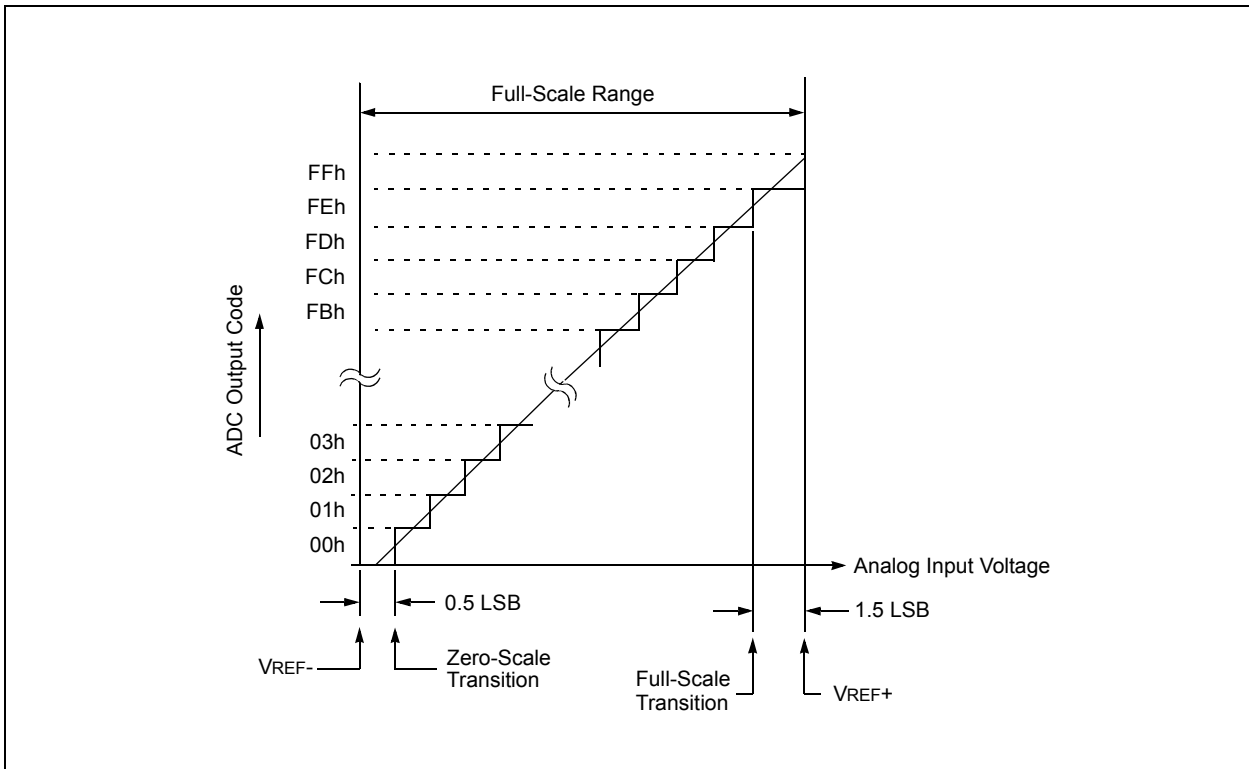 Full-Scale Range
FFh
FEh
FDh
FCh
FBh
ADC Output Code
03h
02h
01h
00h
Analog Input Voltage
0.5 LSB
1.5 LSB
VREF-
Zero-Scale
Transition
Full-Scale
Transition
VREF+